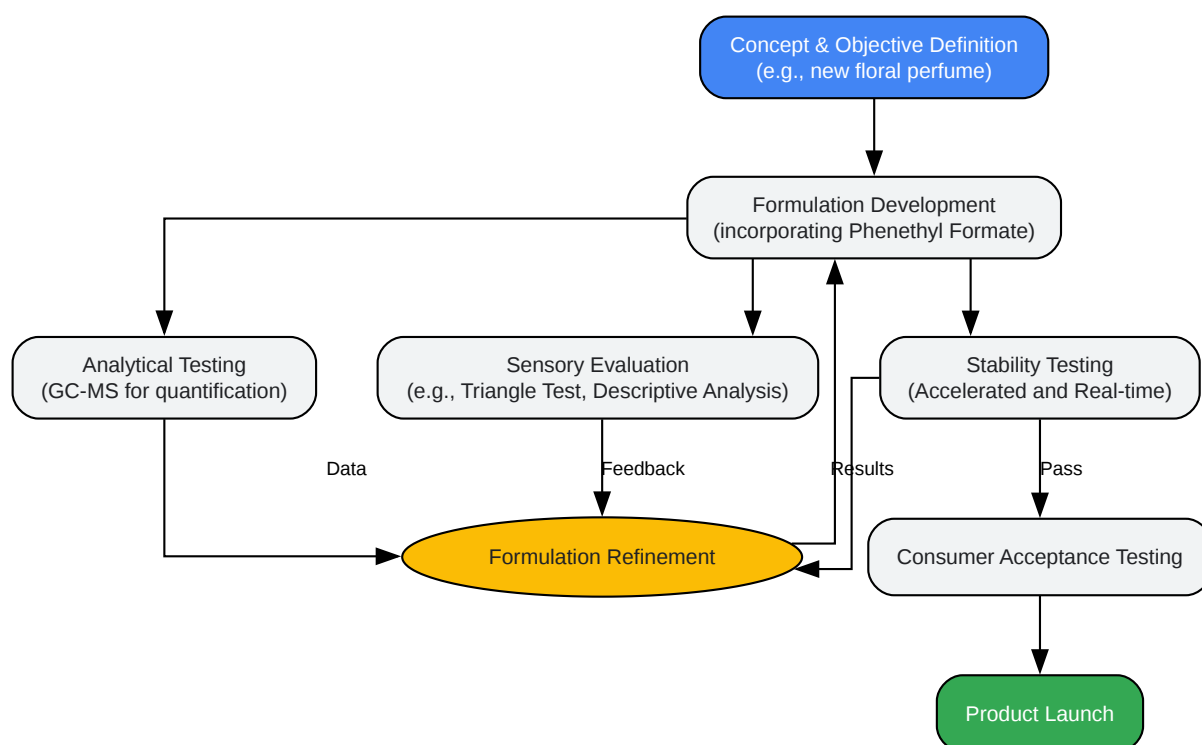 Concept & Objective Definition
(e.g., new floral perfume)
Formulation Development
(incorporating Phenethyl Formate)
Analytical Testing
(GC-MS for quantification)
Sensory Evaluation
(e.g., Triangle Test, Descriptive Analysis)
Stability Testing
(Accelerated and Real-time)
Data
Feedback
Results
Pass
Formulation Refinement
Consumer Acceptance Testing
Product Launch